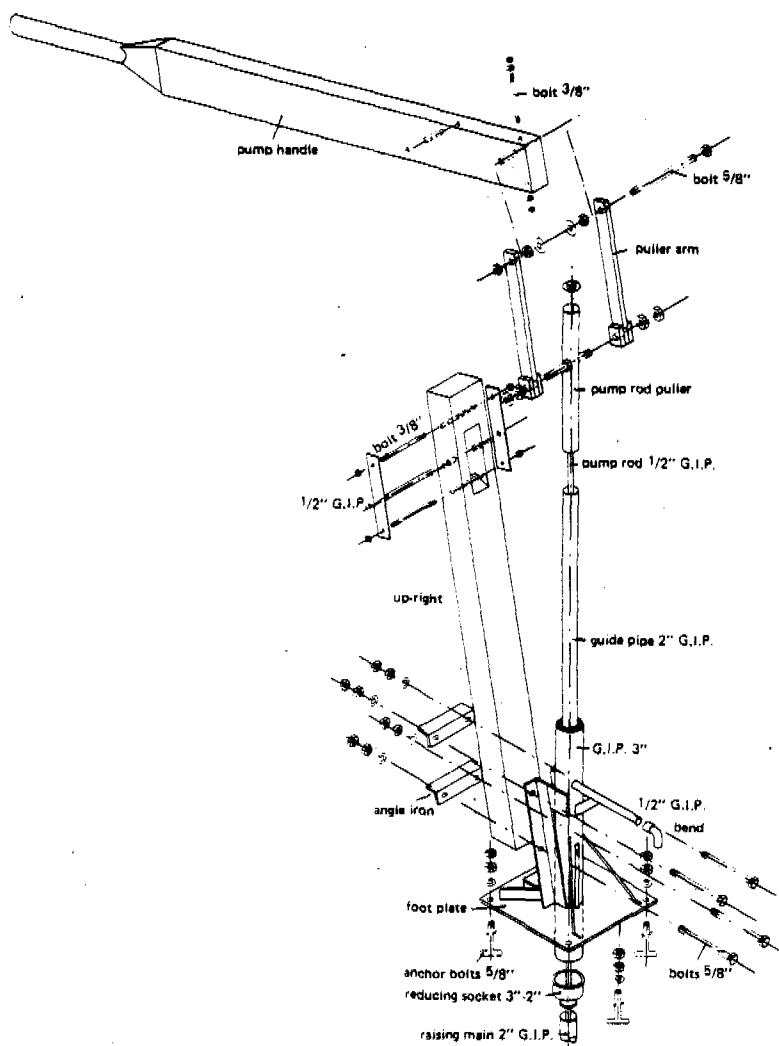 bolt 3/8"
pump handle
bolt 5/8"
puller arm
pump rod puller
bolt 3/8"
pump rod 1/2" G.I.P.
1/2" G.I.P.
up-right
guide pipe 2" G.I.P.
G.I.P. 3"
angle iron
1/2" G.I.P.
bend
foot plate
anchor bolts 5/8"
bolts 5/8"
reducing socket 3"-2"
raising main 2" G.I.P.